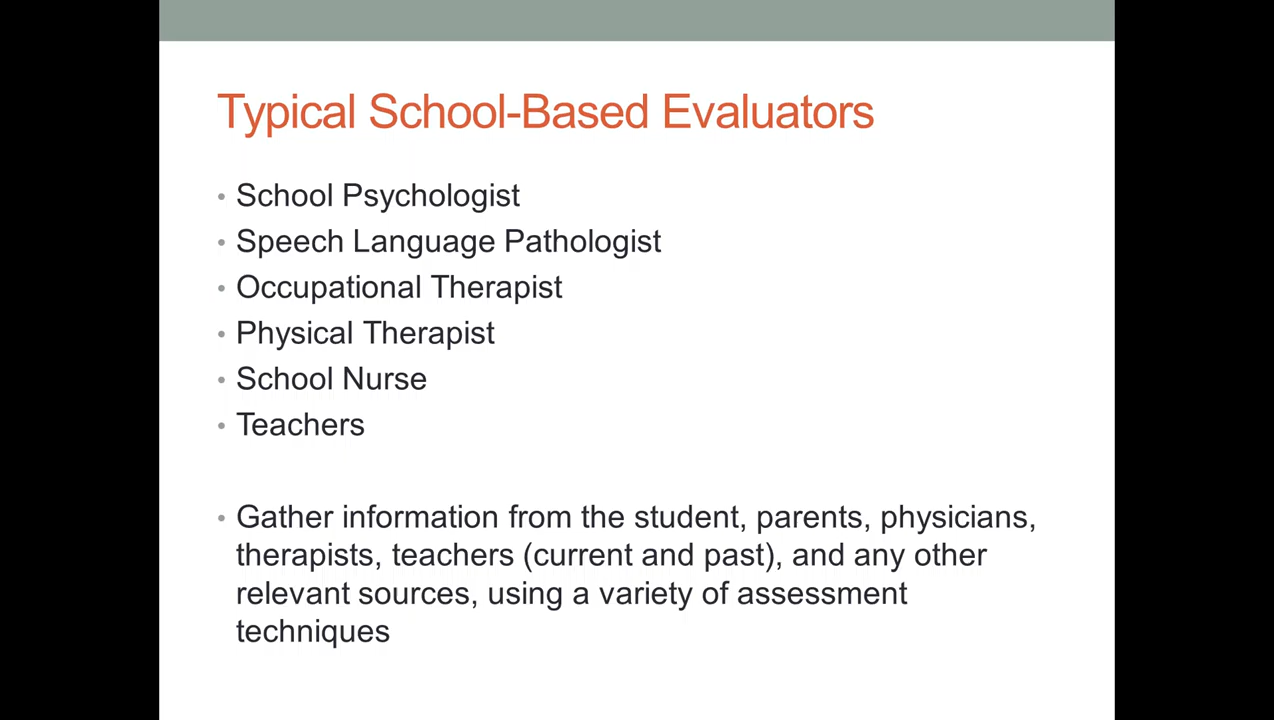 Typical School-Based Evaluators
• School Psychologist
• Speech Language Pathologist
• Occupational Therapist
• Physical Therapist
• School Nurse
• Teachers
• Gather information from the student, parents, physicians,
therapists, teachers (current and past), and any other
relevant sources, using a variety of assessment
techniques